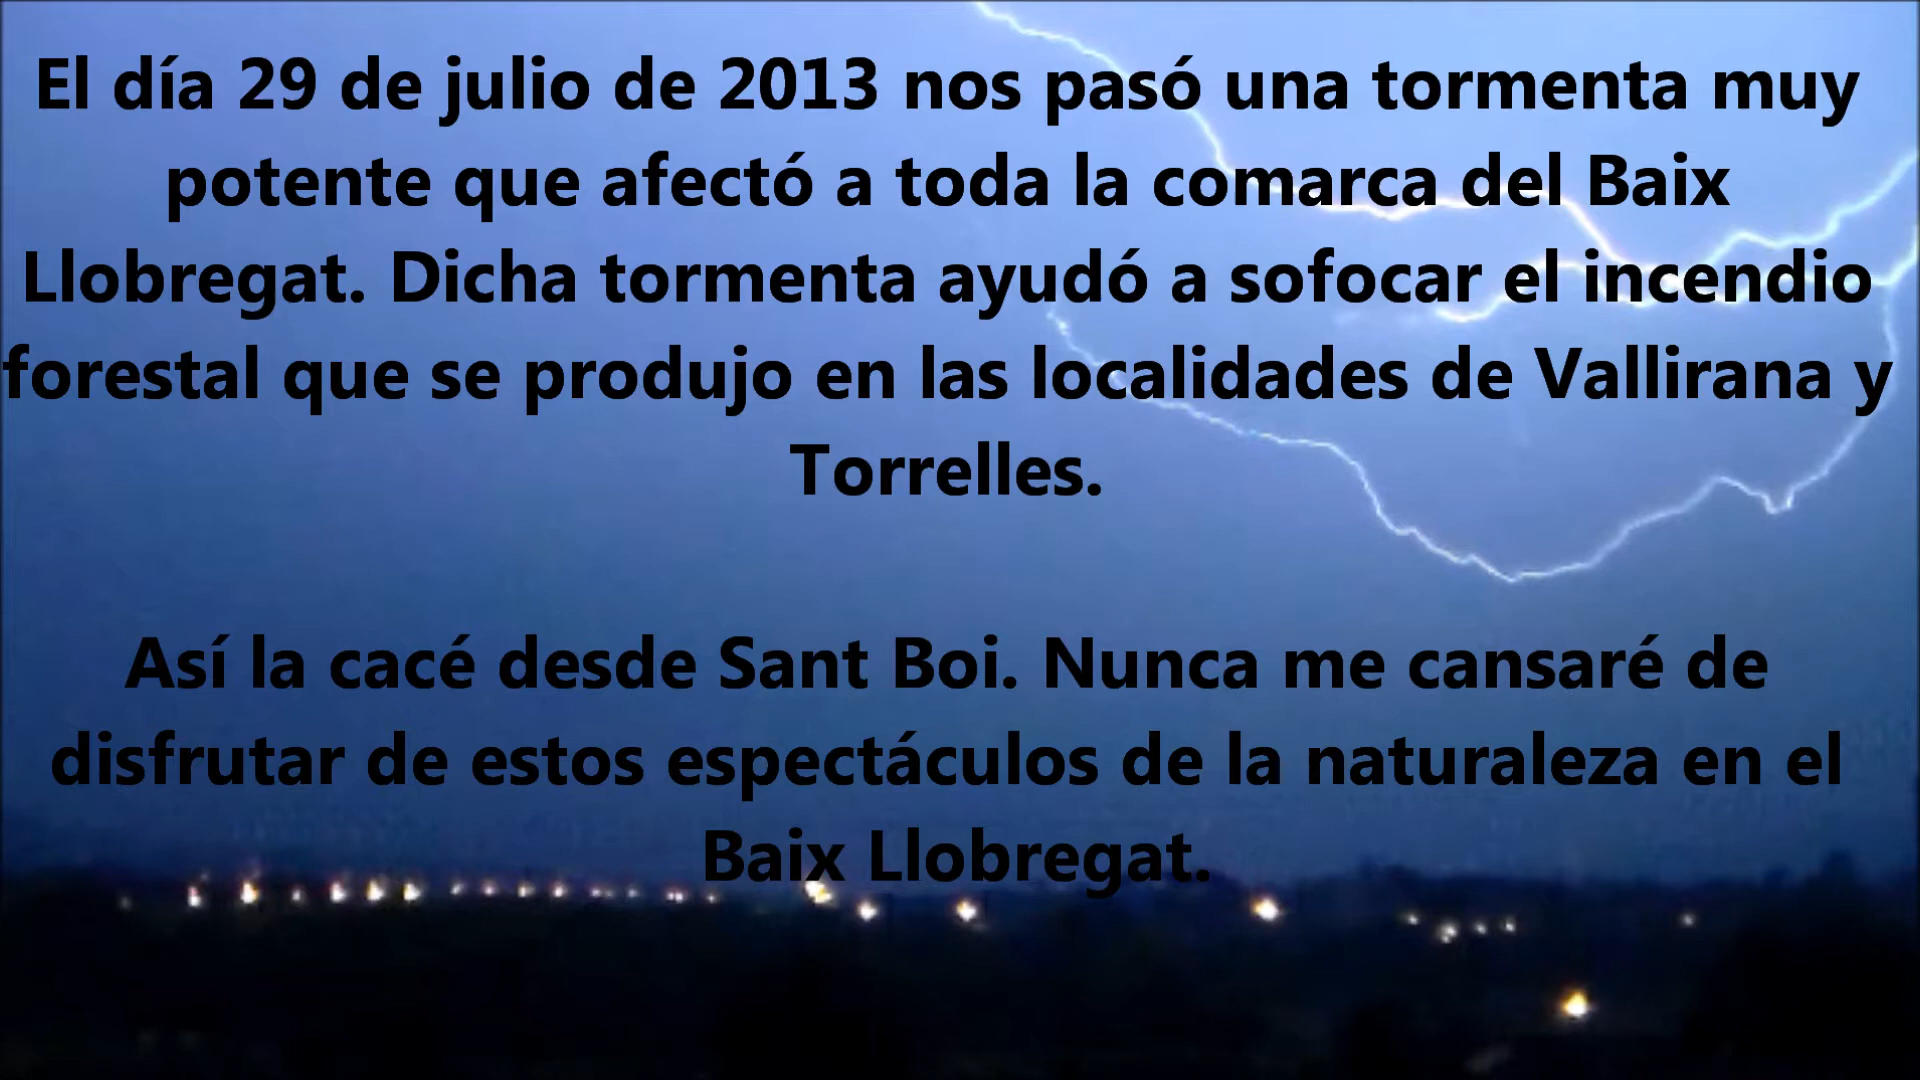 El día 29 de julio de 2013 nos pasó una tormenta muy
potente que afectó a toda la comarca del Baix
Llobregat. Dicha tormenta ayudó a sofocar el incendio
forestal que se produjo en las localidades de Vallirana y
Torrelles.
Así la cacé desde Sant Boi. Nunca me cansaré de
disfrutar de estos espectáculos de la naturaleza en el
Baix Llobregat.